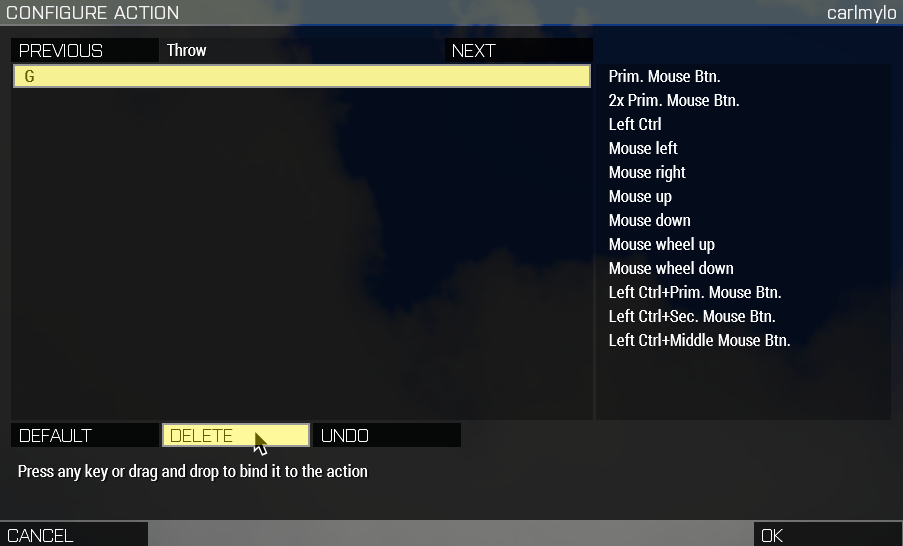 CONFIGURE ACTION carlmylo
PREVIOUS Throw NEXT
G
Prim. Mouse Btn.
2x Prim. Mouse Btn.
Left Ctrl
Mouse left
Mouse right
Mouse up
Mouse down
Mouse wheel up
Mouse wheel down
Left Ctrl+Prim. Mouse Btn.
Left Ctrl+Sec. Mouse Btn.
Left Ctrl+Middle Mouse Btn.
DEFAULT DELETE UNDO
Press any key or drag and drop to bind it to the action
CANCEL OK